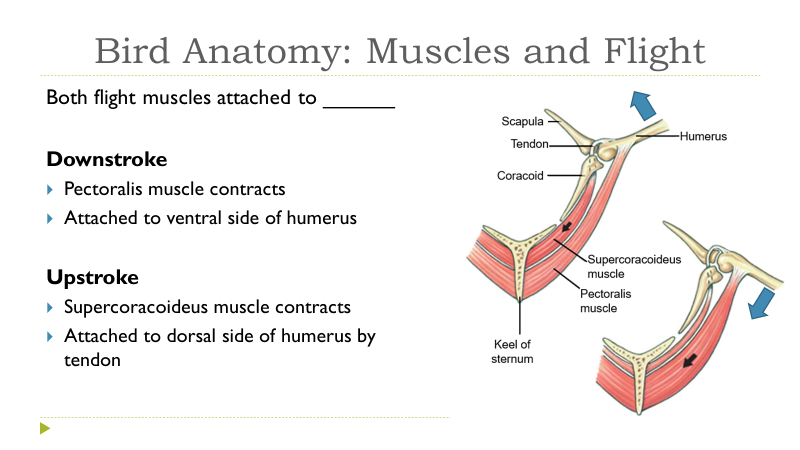 Bird Anatomy: Muscles and Flight
Both flight muscles attached to ______
Downstroke
Pectoralis muscle contracts
Attached to ventral side of humerus
Upstroke
Supercoracoideus muscle contracts
Attached to dorsal side of humerus by
tendon
Scapula
Tendon
Humerus
Coracoid
Supercoracoideus
muscle
Pectoralis
muscle
Keel of
sternum